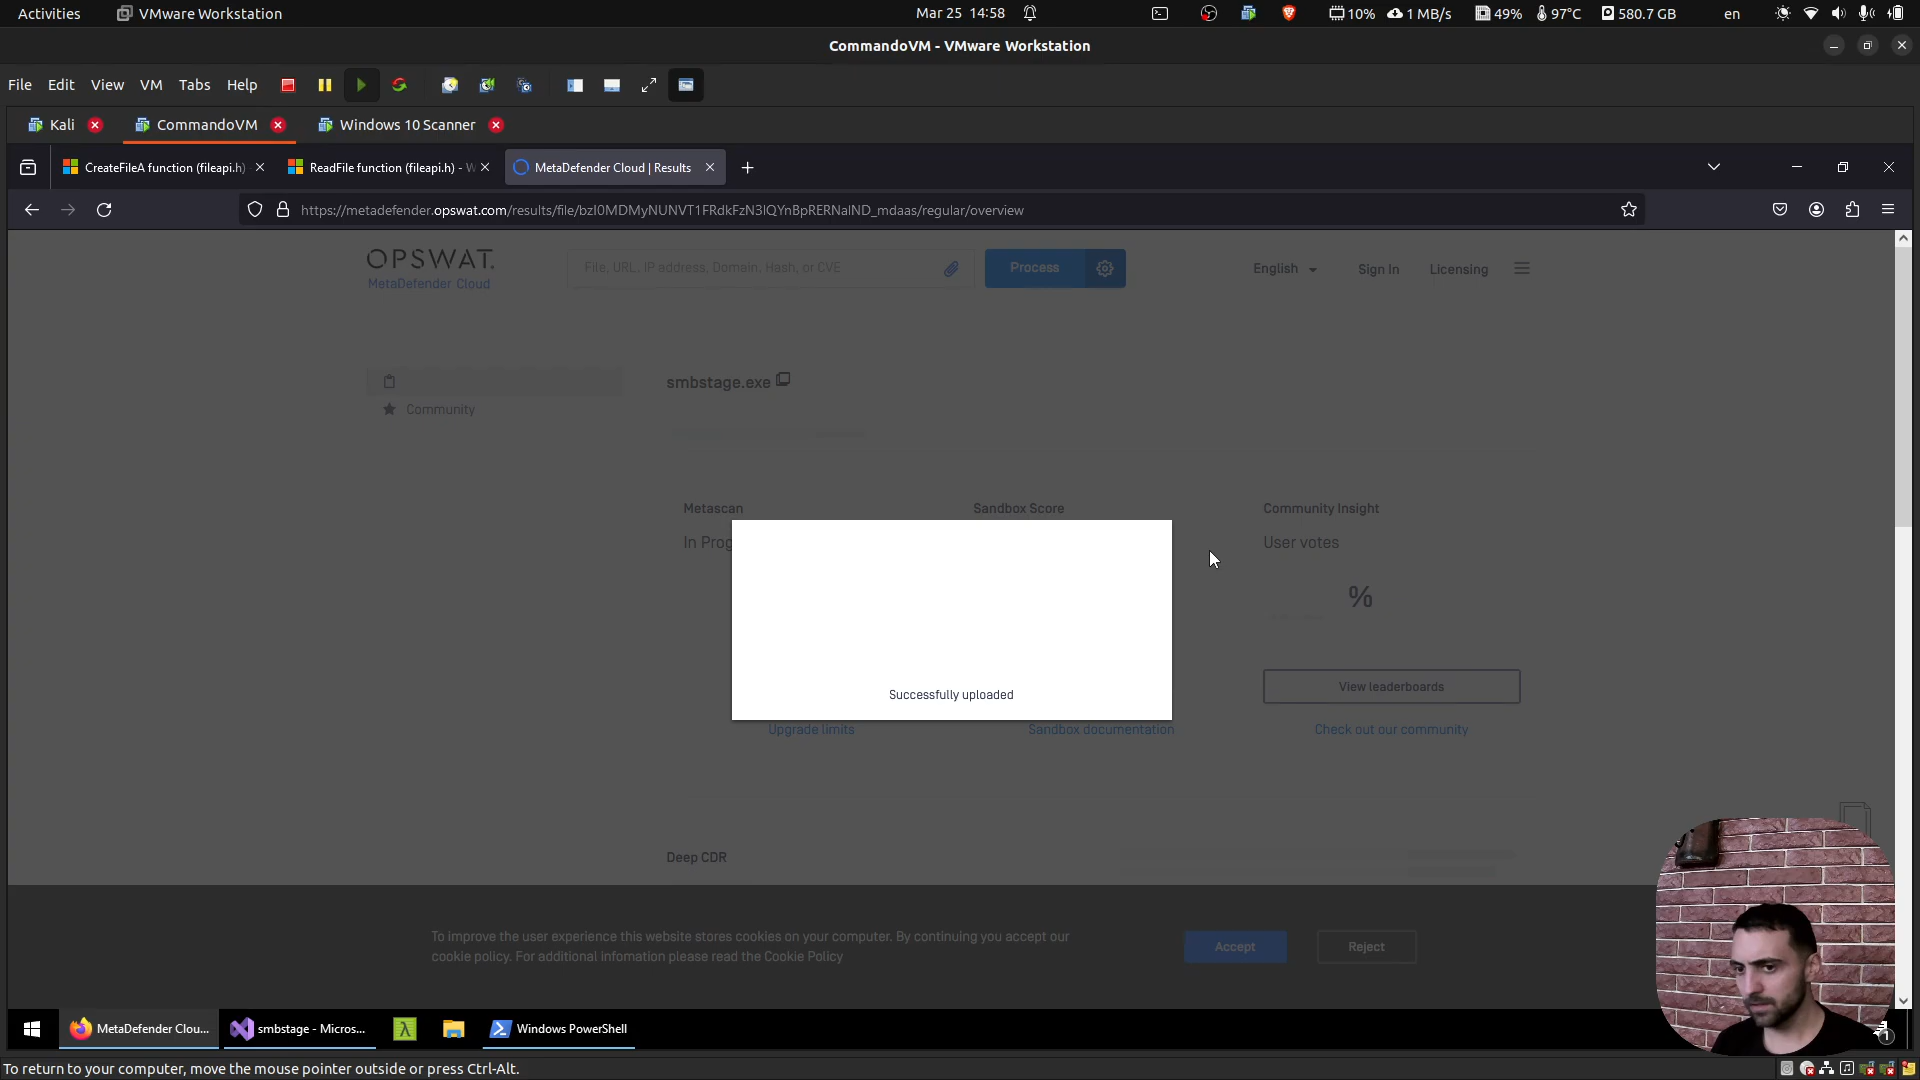 Activities VMware Workstation Mar 25 14:58 10% 1 MB/s 49% 97°C 580.7 GB en
CommandoVM - VMware Workstation
File Edit View VM Tabs Help
Kali CommandoVM Windows 10 Scanner
CreateFileA function (fileapi.h) ReadFile function (fileapi.h) - W MetaDefender Cloud | Results
https://metadefender.opswat.com/results/file/bzI0MDMyNUNVT1FRdkFzN3lQYnBpRERNalND_mdaas/regular/overview
OPSWAT.
MetaDefender Cloud
File, URL, IP address, Domain, Hash, or CVE
Process
English
Sign In
Licensing
smbstage.exe
Community
Metascan
Sandbox Score
Community Insight
In Prog
User votes
%
View leaderboards
Successfully uploaded
Upgrade limits
Sandbox documentation
Check out our community
Deep CDR
To improve the user experience this website stores cookies on your computer. By continuing you accept our
cookie policy. For additional infomation please read the Cookie Policy
Accept
Reject
MetaDefender Clou... smbstage - Micros... Windows PowerShell
1
To return to your computer, move the mouse pointer outside or press Ctrl-Alt.